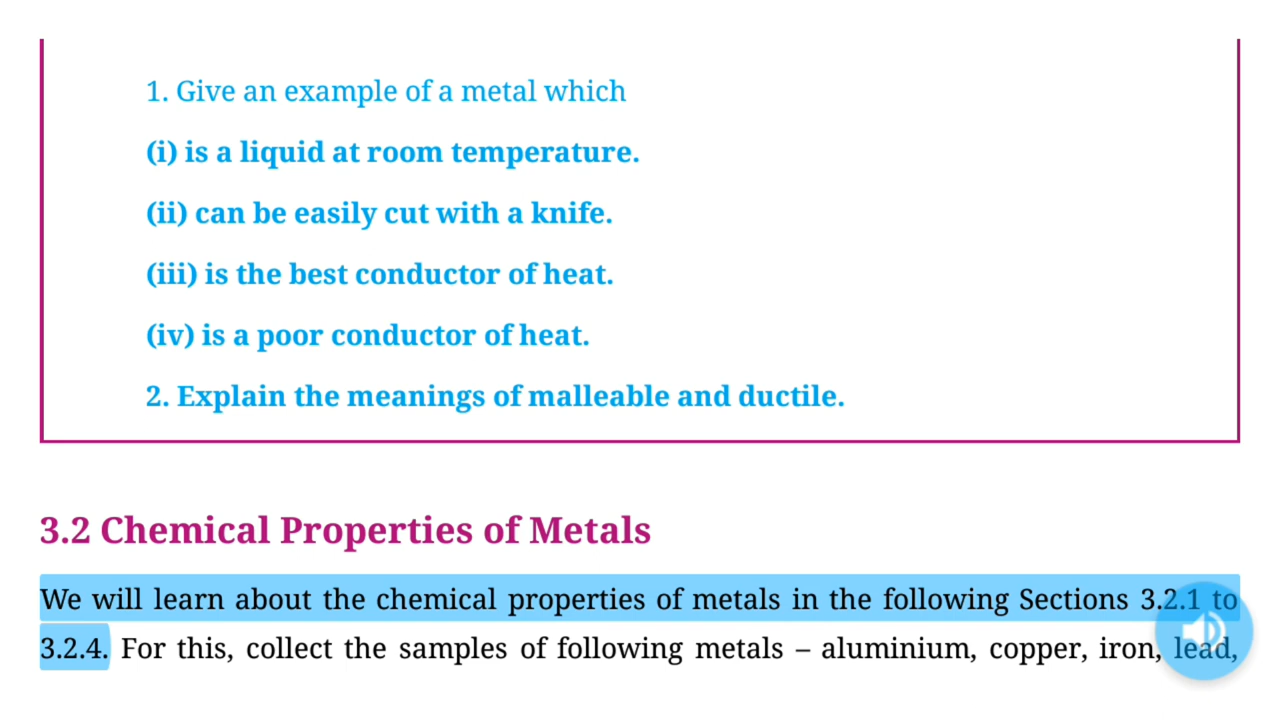 1. Give an example of a metal which
(i) is a liquid at room temperature.
(ii) can be easily cut with a knife.
(iii) is the best conductor of heat.
(iv) is a poor conductor of heat.
2. Explain the meanings of malleable and ductile.
3.2 Chemical Properties of Metals
We will learn about the chemical properties of metals in the following Sections 3.2.1 to
3.2.4. For this, collect the samples of following metals – aluminium, copper, iron, lead,